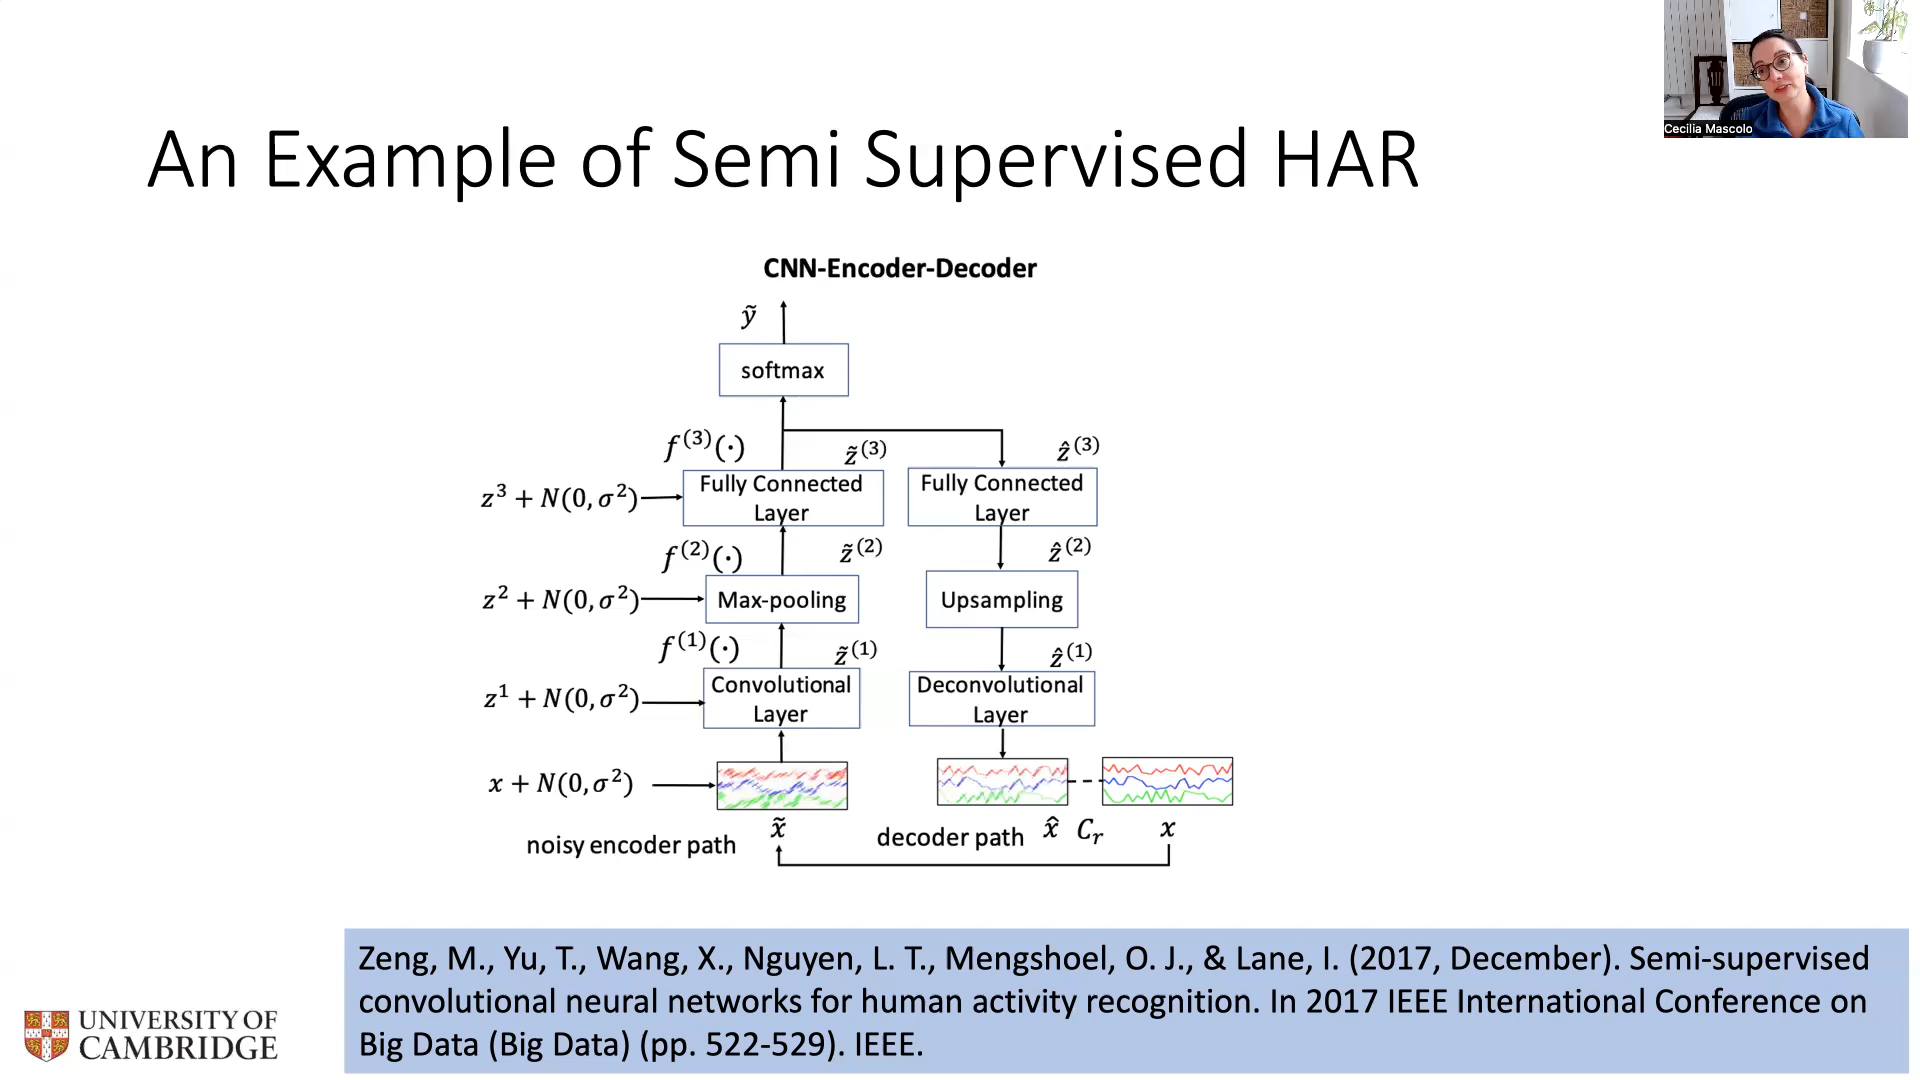 Cecilia Mascolo
An Example of Semi Supervised HAR
CNN-Encoder-Decoder
ỹ
softmax
f⁽³⁾(·)
z̃⁽³⁾
ẑ⁽³⁾
z³ + N(0, σ²)
Fully Connected
Layer
Fully Connected
Layer
f⁽²⁾(·)
z̃⁽²⁾
ẑ⁽²⁾
z² + N(0, σ²)
Max-pooling
Upsampling
f⁽¹⁾(·)
z̃⁽¹⁾
ẑ⁽¹⁾
z¹ + N(0, σ²)
Convolutional
Layer
Deconvolutional
Layer
x + N(0, σ²)
noisy encoder path
x̃
decoder path
x̂
Cᵣ
x
Zeng, M., Yu, T., Wang, X., Nguyen, L. T., Mengshoel, O. J., & Lane, I. (2017, December). Semi-supervised
convolutional neural networks for human activity recognition. In 2017 IEEE International Conference on
Big Data (Big Data) (pp. 522-529). IEEE.
UNIVERSITY OF
CAMBRIDGE